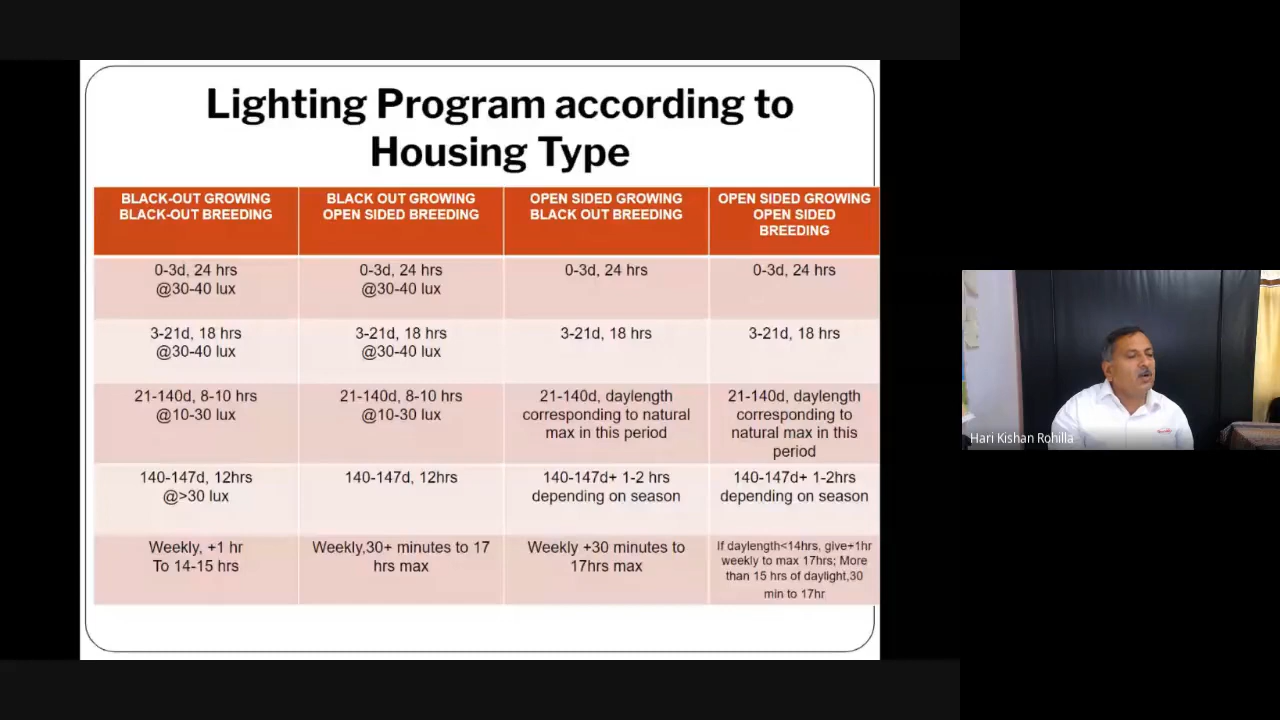 Lighting Program according to
Housing Type
BLACK-OUT GROWING
BLACK-OUT BREEDING
BLACK OUT GROWING
OPEN SIDED BREEDING
OPEN SIDED GROWING
BLACK OUT BREEDING
OPEN SIDED GROWING
OPEN SIDED
BREEDING
0-3d, 24 hrs
@30-40 lux
0-3d, 24 hrs
@30-40 lux
0-3d, 24 hrs
0-3d, 24 hrs
3-21d, 18 hrs
@30-40 lux
3-21d, 18 hrs
@30-40 lux
3-21d, 18 hrs
3-21d, 18 hrs
21-140d, 8-10 hrs
@10-30 lux
21-140d, 8-10 hrs
@10-30 lux
21-140d, daylength
corresponding to natural
max in this period
21-140d, daylength
corresponding to
natural max in this
period
140-147d, 12hrs
@>30 lux
140-147d, 12hrs
140-147d+ 1-2 hrs
depending on season
140-147d+ 1-2hrs
depending on season
Weekly, +1 hr
To 14-15 hrs
Weekly,30+ minutes to 17
hrs max
Weekly +30 minutes to
17hrs max
If daylength<14hrs, give+1hr
weekly to max 17hrs; More
than 15 hrs of daylight,30
min to 17hr
Hari Kishan Rohilla